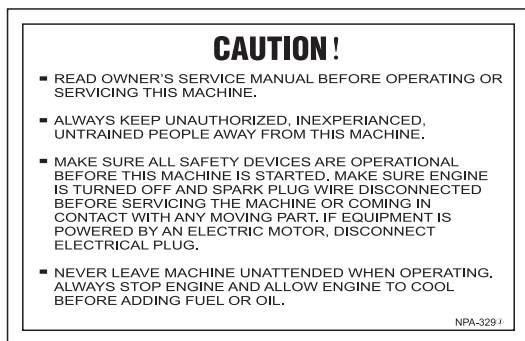 CAUTION!
- READ OWNER'S SERVICE MANUAL BEFORE OPERATING OR
SERVICING THIS MACHINE.
- ALWAYS KEEP UNAUTHORIZED, INEXPERIANCED,
UNTRAINED PEOPLE AWAY FROM THIS MACHINE.
- MAKE SURE ALL SAFETY DEVICES ARE OPERATIONAL
BEFORE THIS MACHINE IS STARTED. MAKE SURE ENGINE
IS TURNED OFF AND SPARK PLUG WIRE DISCONNECTED
BEFORE SERVICING THE MACHINE OR COMING IN
CONTACT WITH ANY MOVING PART. IF EQUIPMENT IS
POWERED BY AN ELECTRIC MOTOR, DISCONNECT
ELECTRICAL PLUG.
- NEVER LEAVE MACHINE UNATTENDED WHEN OPERATING.
ALWAYS STOP ENGINE AND ALLOW ENGINE TO COOL
BEFORE ADDING FUEL OR OIL.
NPA-329